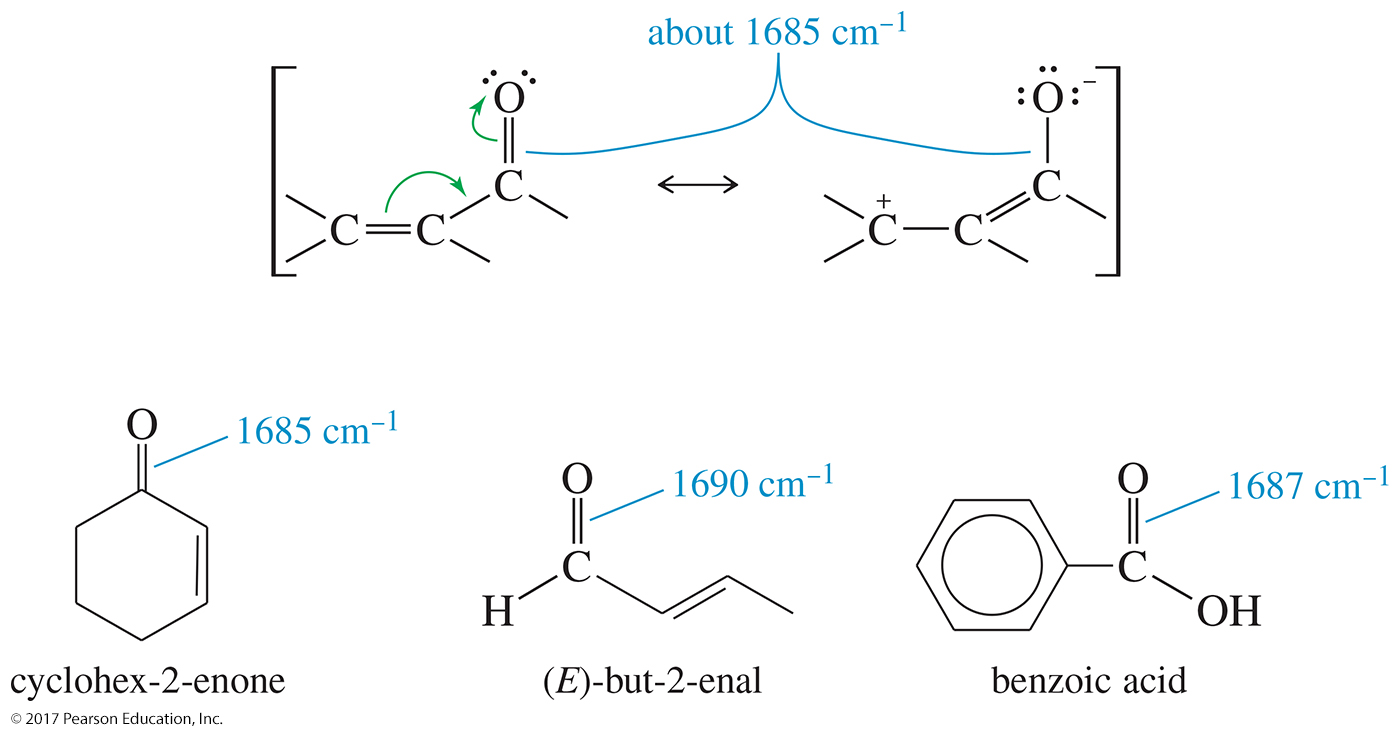 about 1685 cm⁻¹
O
O
−
C
C
+
C
C
C
C
O
1685 cm⁻¹
O
1690 cm⁻¹
O
1687 cm⁻¹
C
C
H
OH
cyclohex-2-enone
(E)-but-2-enal
benzoic acid
© 2017 Pearson Education, Inc.